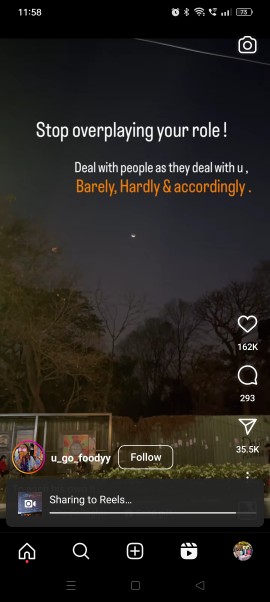 11:58
73
Stop overplaying your role !
Deal with people as they deal with u ,
Barely, Hardly & accordingly .
162K
293
35.5K
u_go_foodyy
Follow
Sharing to Reels...